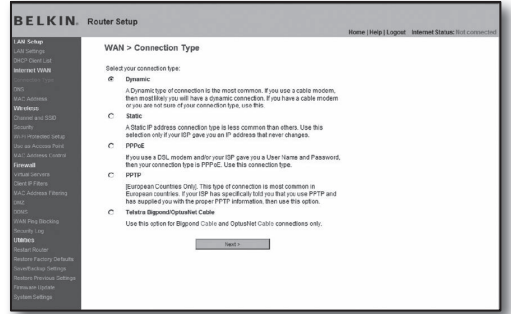 BELKIN. Router Setup
Home | Help | Logout Internet Status: Not connected
LAN Setup
LAN Settings
DHCP Client List
Internet WAN
Connection Type
DNS
MAC Address
Wireless
Channel and SSID
Security
Wi-Fi Protected Setup
Use as Access Point
MAC Address Control
Firewall
Virtual Servers
Client IP Filters
MAC Address Filtering
DMZ
DDNS
WAN Ping Blocking
Security Log
Utilities
Restart Router
Restore Factory Defaults
Save/Backup Settings
Restore Previous Settings
Firmware Update
System Settings
WAN > Connection Type
Select your connection type:
Dynamic
A Dynamic type of connection is the most common. If you use a cable modem,
then most likely you will have a dynamic connection. If you have a cable modem
or you are not sure of your connection type, use this.
Static
A Static IP address connection type is less common than others. Use this
selection only if your ISP gave you an IP address that never changes.
PPPoE
If you use a DSL modem and/or your ISP gave you a User Name and Password,
then your connection type is PPPoE. Use this connection type.
PPTP
[European Countries Only]. This type of connection is most common in
European countries. If your ISP has specifically told you that you use PPTP and
has supplied you with the proper PPTP information, then use this option.
Telstra Bigpond/OptusNet Cable
Use this option for Bigpond Cable and OptusNet Cable connections only.
Next >